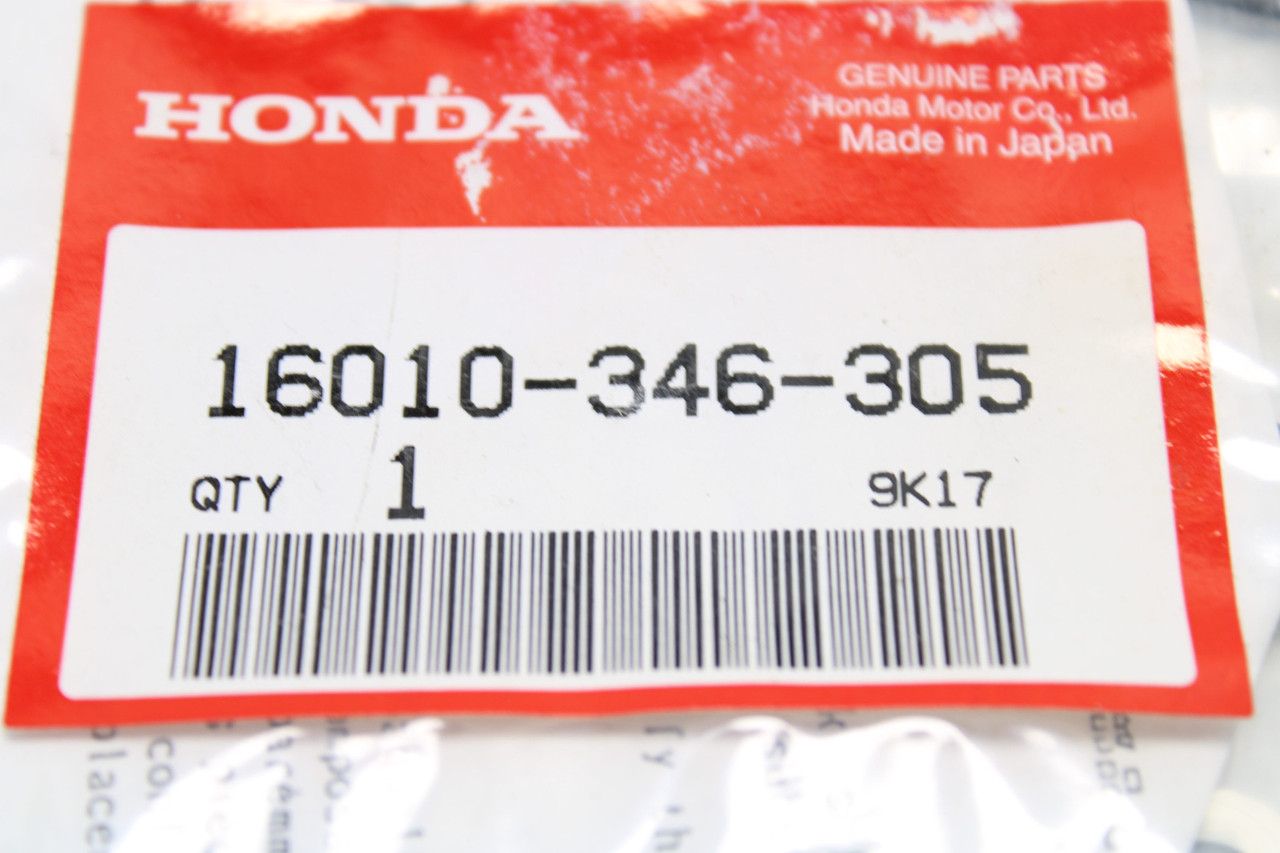 HONDA
GENUINE PARTS
Honda Motor Co., Ltd.
Made in Japan
16010-346-305
QTY 1 9K17